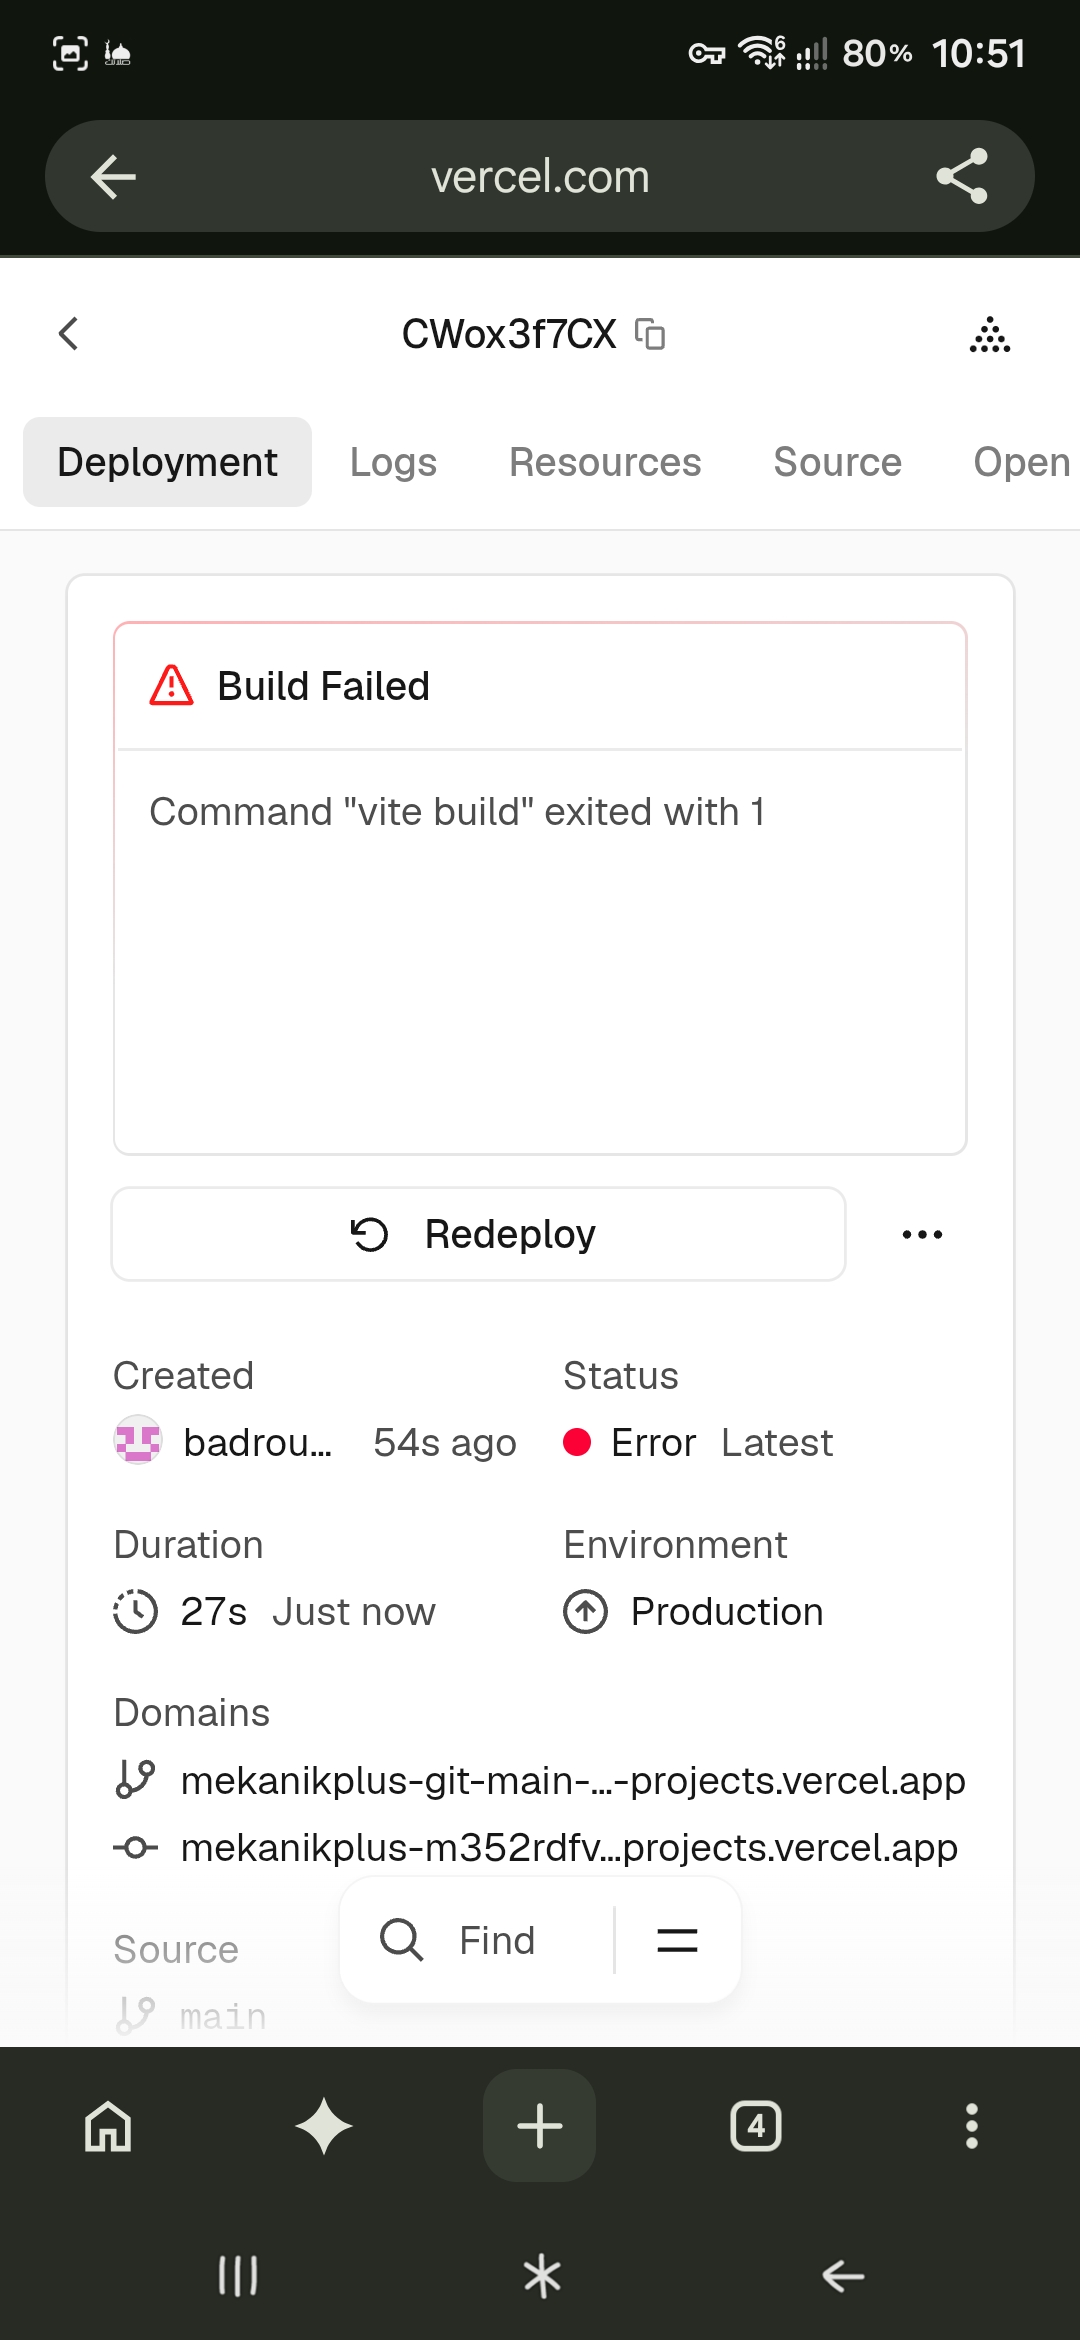 80% 10:51
vercel.com
CWox3f7CX
Deployment Logs Resources Source Open
Build Failed
Command "vite build" exited with 1
Redeploy
Created Status
badrou... 54s ago Error Latest
Duration Environment
27s Just now Production
Domains
mekanikplus-git-main-...-projects.vercel.app
mekanikplus-m352rdfv...projects.vercel.app
Source
main
Find
4